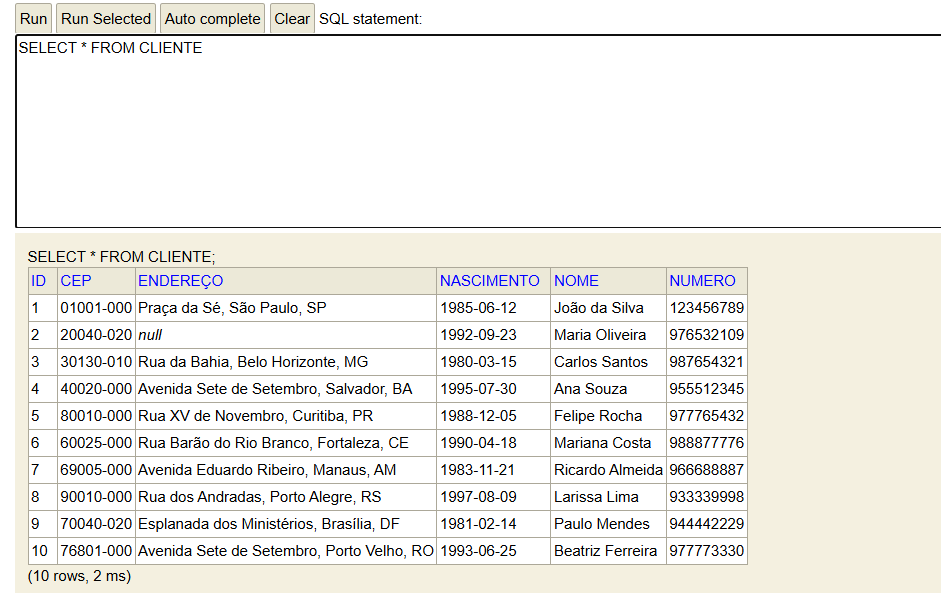 Run Run Selected Auto complete Clear SQL statement:
SELECT * FROM CLIENTE
SELECT * FROM CLIENTE;
ID CEP ENDEREÇO NASCIMENTO NOME NUMERO
1 01001-000 Praça da Sé, São Paulo, SP 1985-06-12 João da Silva 123456789
2 20040-020 null 1992-09-23 Maria Oliveira 976532109
3 30130-010 Rua da Bahia, Belo Horizonte, MG 1980-03-15 Carlos Santos 987654321
4 40020-000 Avenida Sete de Setembro, Salvador, BA 1995-07-30 Ana Souza 955512345
5 80010-000 Rua XV de Novembro, Curitiba, PR 1988-12-05 Felipe Rocha 977765432
6 60025-000 Rua Barão do Rio Branco, Fortaleza, CE 1990-04-18 Mariana Costa 988877776
7 69005-000 Avenida Eduardo Ribeiro, Manaus, AM 1983-11-21 Ricardo Almeida 966688887
8 90010-000 Rua dos Andradas, Porto Alegre, RS 1997-08-09 Larissa Lima 933339998
9 70040-020 Esplanada dos Ministérios, Brasília, DF 1981-02-14 Paulo Mendes 944442229
10 76801-000 Avenida Sete de Setembro, Porto Velho, RO 1993-06-25 Beatriz Ferreira 977773330
(10 rows, 2 ms)